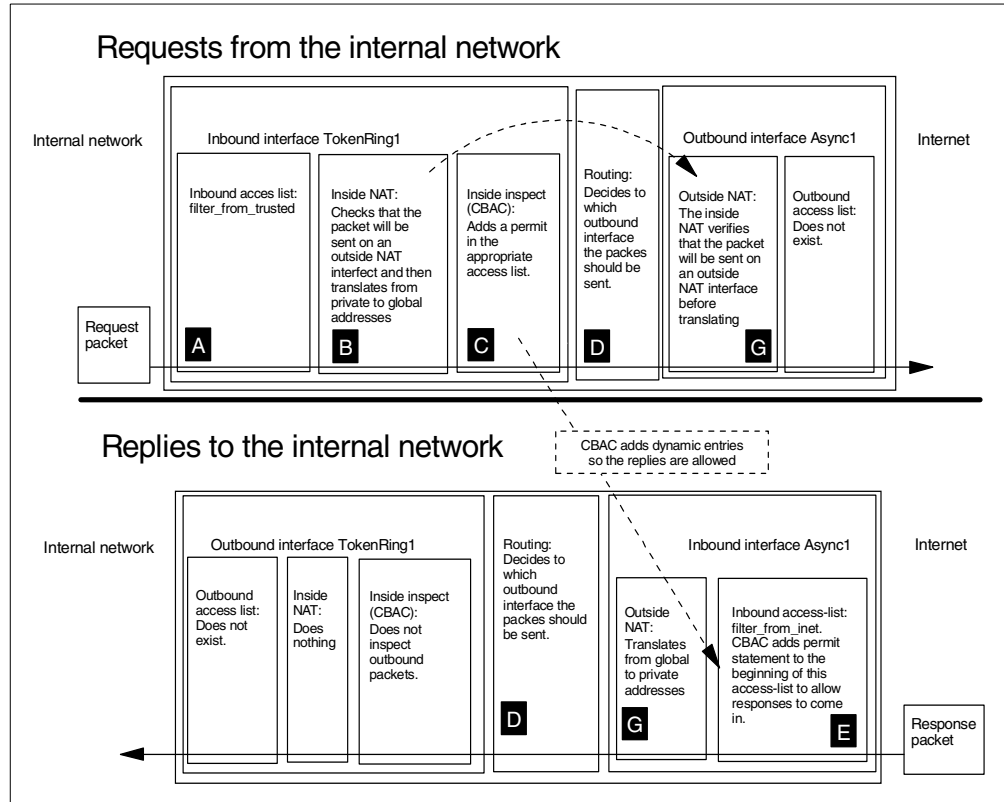 Requests from the internal network
Internal network
Inbound interface TokenRing1
Outbound interface Async1
Internet
Inbound acces list:
filter_from_trusted
Inside NAT:
Checks that the
packet will be
sent on an
outside NAT
interfect and then
translates from
private to global
addresses
Inside inspect
(CBAC):
Adds a permit
in the
appropriate
access list.
Routing:
Decides to
which
outbound
interface
the packes
should be
sent.
Outside NAT:
The inside
NAT verifies
that the packet
will be sent on
an outside
NAT interface
before
translating
Outbound
access list:
Does not
exist.
Request
packet
A
B
C
D
G
Replies to the internal network
CBAC adds dynamic entries
so the replies are allowed
Internal network
Outbound interface TokenRing1
Inbound interface Async1
Internet
Outbound
access list:
Does not
exist.
Inside
NAT:
Does
nothing
Inside inspect
(CBAC):
Does not
inspect
outbound
packets.
Routing:
Decides to
which
outbound
interface the
packes should
be sent.
Outside
NAT:
Translates
from global
to private
addresses
Inbound access-list:
filter_from_inet.
CBAC adds permit
statement to the
beginning of this
access-list to allow
responses to come
in.
D
G
E
Response
packet